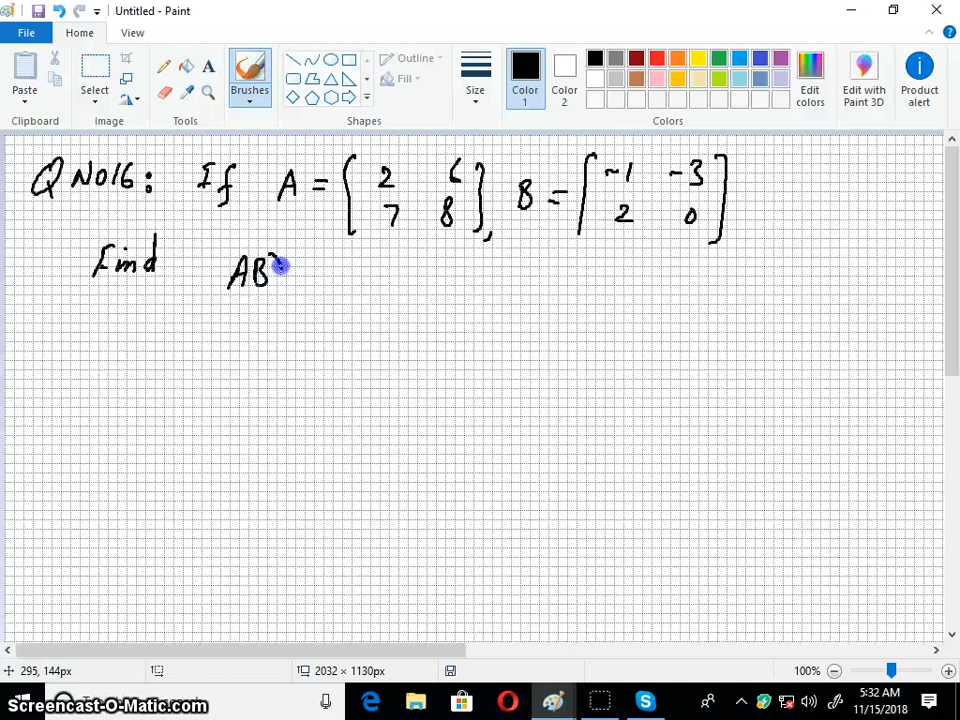 Untitled - Paint
File Home View
Paste Select Brushes Outline Fill Size Color 1 Color 2 Edit colors Edit with Paint 3D Product alert
Clipboard Image Tools Shapes Colors
Q No16: If A = [ 2 6 , B = [ -1 -3 ]
7 8 ] 2 0
Find AB
295, 144px 2032 × 1130px 100%
5:32 AM
Screencast-O-Matic.com 11/15/2018